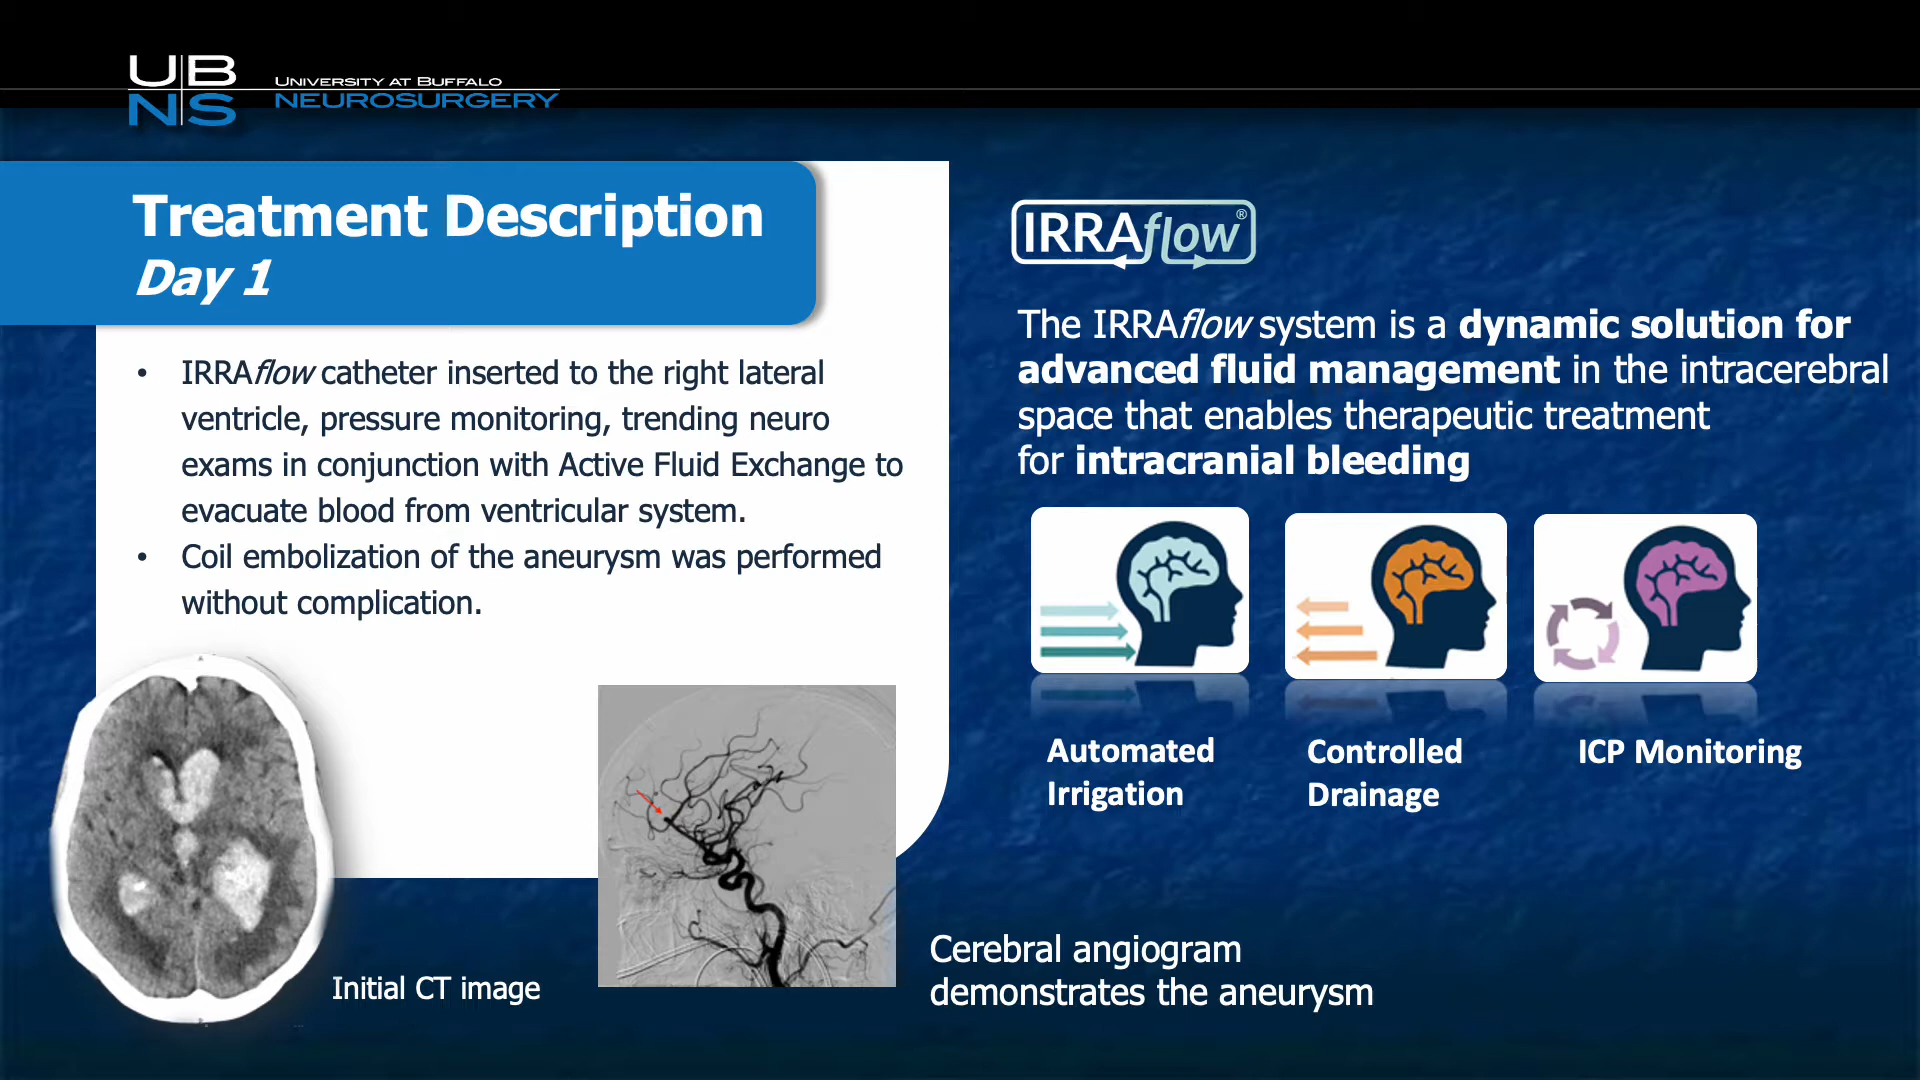 UB
NS
University at Buffalo
Neurosurgery
Treatment Description
Day 1
• IRRAflow catheter inserted to the right lateral
ventricle, pressure monitoring, trending neuro
exams in conjunction with Active Fluid Exchange to
evacuate blood from ventricular system.
• Coil embolization of the aneurysm was performed
without complication.
Initial CT image
IRRAflow®
The IRRAflow system is a dynamic solution for
advanced fluid management in the intracerebral
space that enables therapeutic treatment
for intracranial bleeding
Automated
Irrigation
Controlled
Drainage
ICP Monitoring
Cerebral angiogram
demonstrates the aneurysm